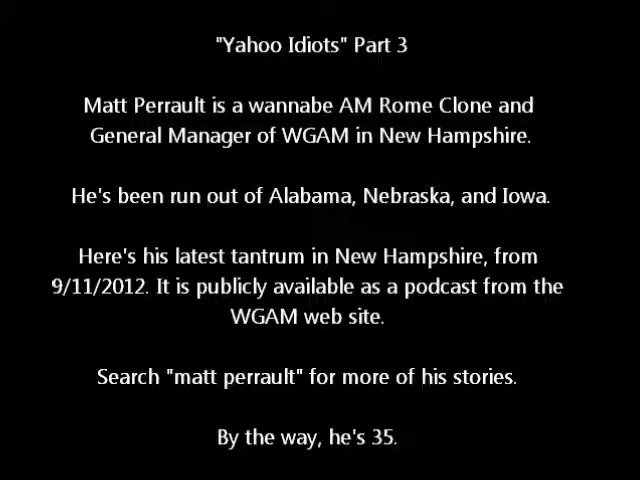 "Yahoo Idiots" Part 3
Matt Perrault is a wannabe AM Rome Clone and
General Manager of WGAM in New Hampshire.
He's been run out of Alabama, Nebraska, and Iowa.
Here's his latest tantrum in New Hampshire, from
9/11/2012. It is publicly available as a podcast from the
WGAM web site.
Search "matt perrault" for more of his stories.
By the way, he's 35.